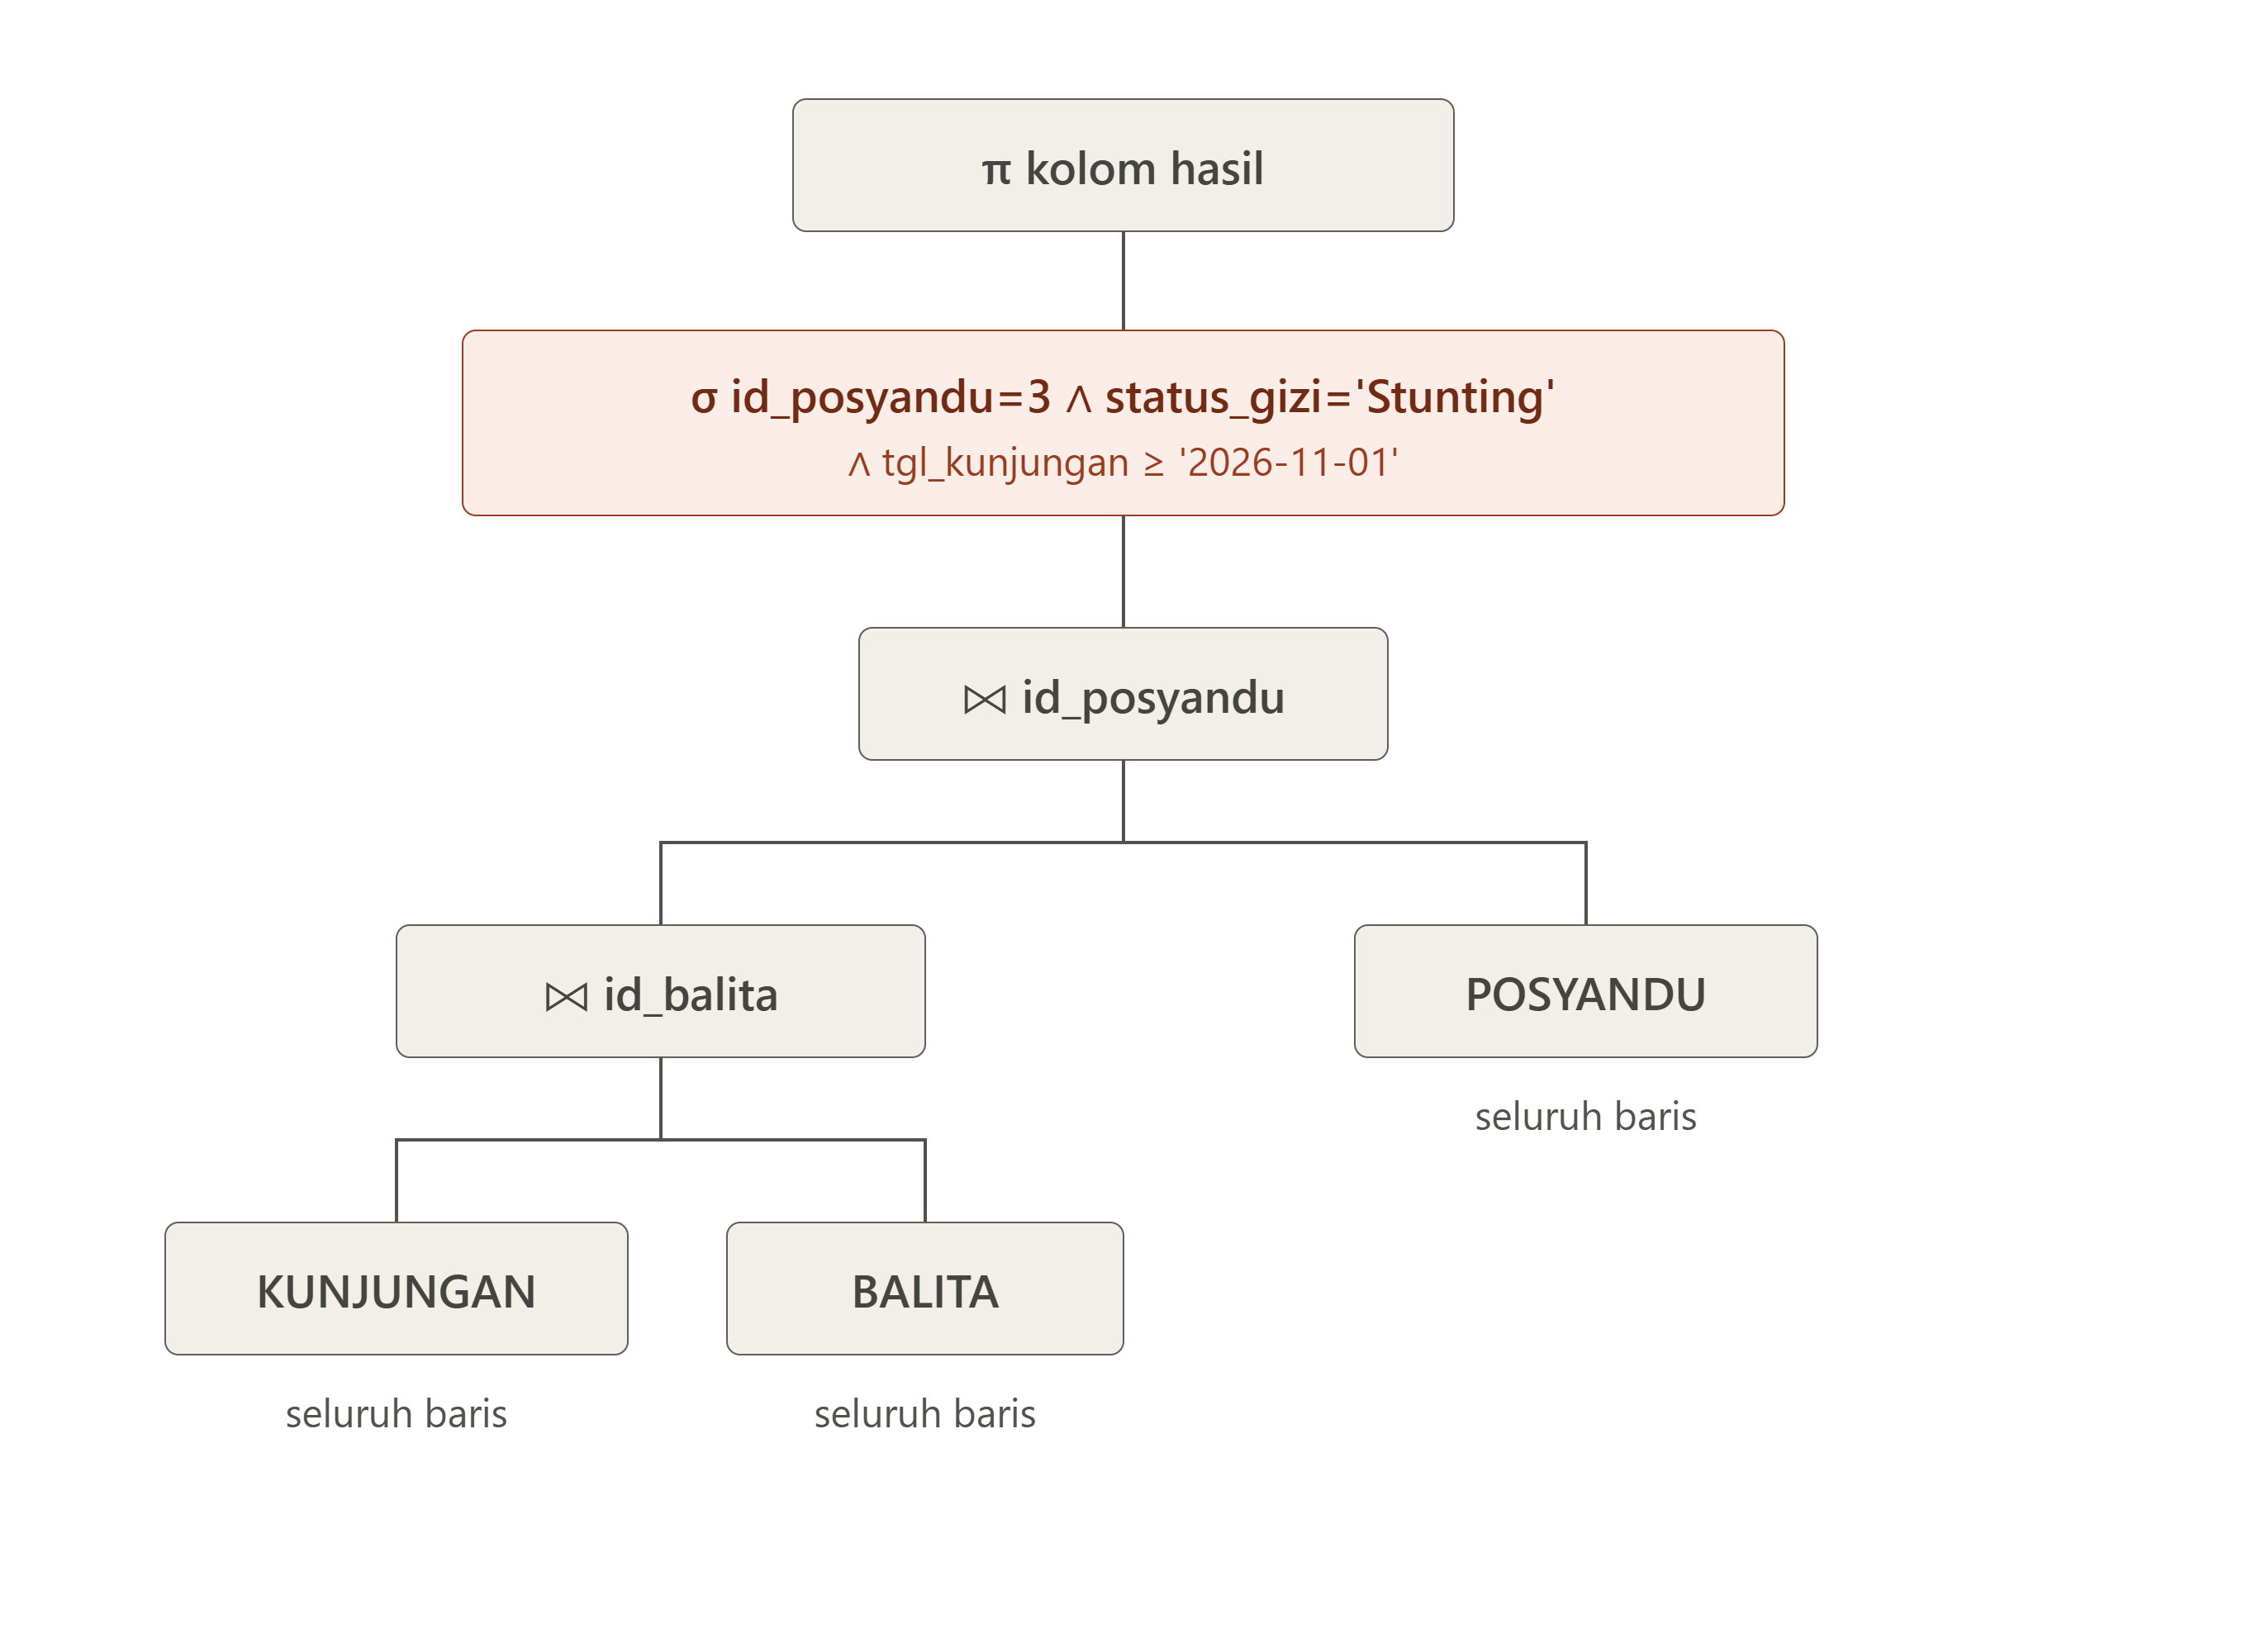 π kolom hasil
σ id_posyandu=3 ∧ status_gizi='Stunting'
∧ tgl_kunjungan ≥ '2026-11-01'
⋈ id_posyandu
⋈ id_balita
POSYANDU
seluruh baris
KUNJUNGAN
BALITA
seluruh baris
seluruh baris